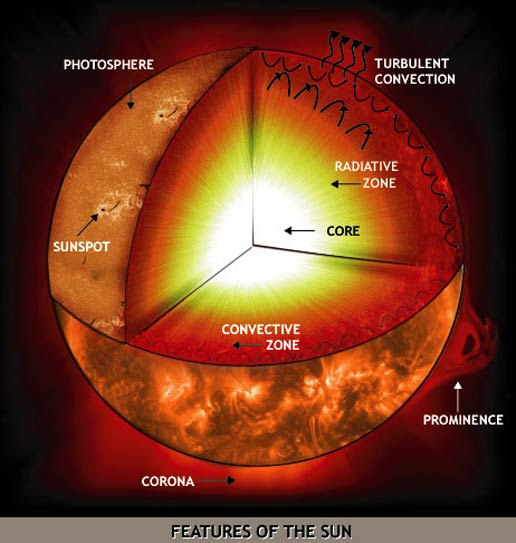 PHOTOSPHERE
TURBULENT
CONVECTION
RADIATIVE
ZONE
CORE
SUNSPOT
CONVECTIVE
ZONE
PROMINENCE
CORONA
FEATURES OF THE SUN